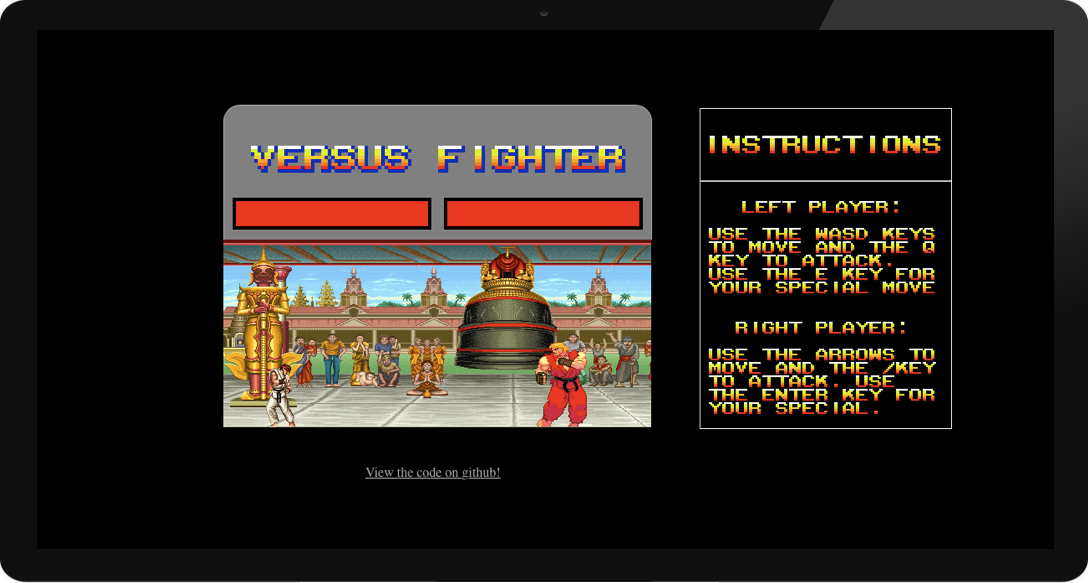 VERSUS FIGHTER
View the code on github!
INSTRUCTIONS
LEFT PLAYER:
USE THE WASD KEYS
TO MOVE AND THE Q
KEY TO ATTACK.
USE THE E KEY FOR
YOUR SPECIAL MOVE
RIGHT PLAYER:
USE THE ARROWS TO
MOVE AND THE /KEY
TO ATTACK. USE
THE ENTER KEY FOR
YOUR SPECIAL.